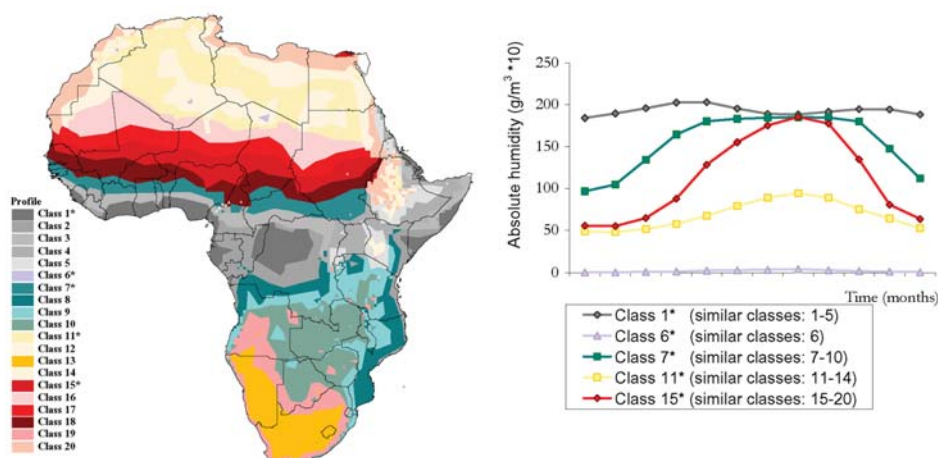 Profile
Class 1*
Class 2
Class 3
Class 4
Class 5
Class 6*
Class 7*
Class 8
Class 9
Class 10
Class 11*
Class 12
Class 13
Class 14
Class 15*
Class 16
Class 17
Class 18
Class 19
Class 20
Absolute humidity (g/m³ *10)
250
200
150
100
50
0
Time (months)
Class 1* (similar classes: 1-5)
Class 6* (similar classes: 6)
Class 7* (similar classes: 7-10)
Class 11* (similar classes: 11-14)
Class 15* (similar classes: 15-20)